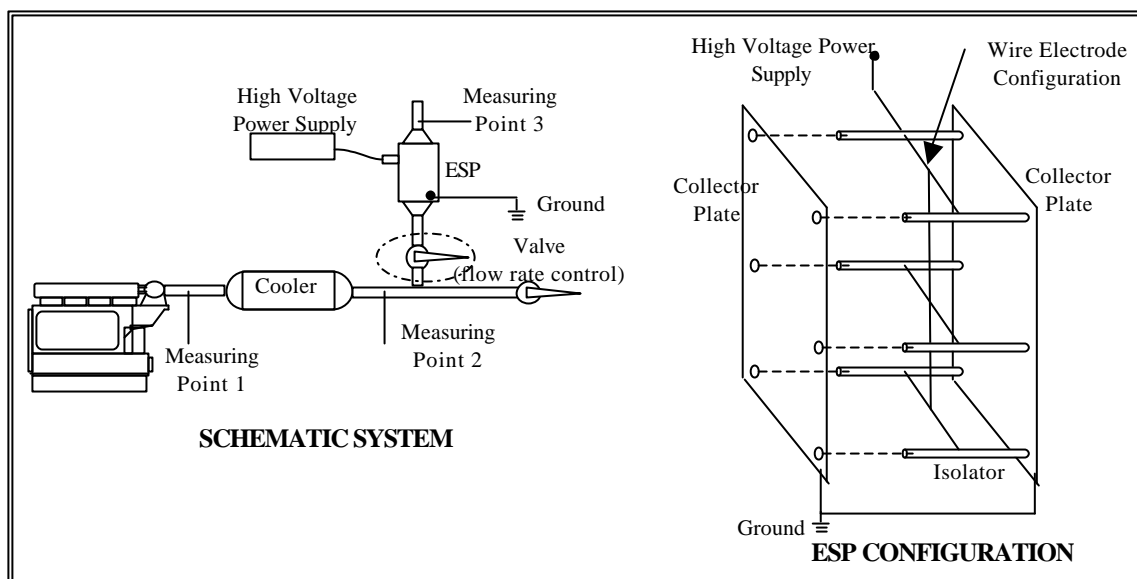 High Voltage
Power Supply
Measuring
Point 3
ESP
Ground
Valve
(flow rate control)
Cooler
Measuring
Point 1
Measuring
Point 2
SCHEMATIC SYSTEM
High Voltage Power
Supply
Wire Electrode
Configuration
Collector
Plate
Collector
Plate
Isolator
Ground
ESP CONFIGURATION